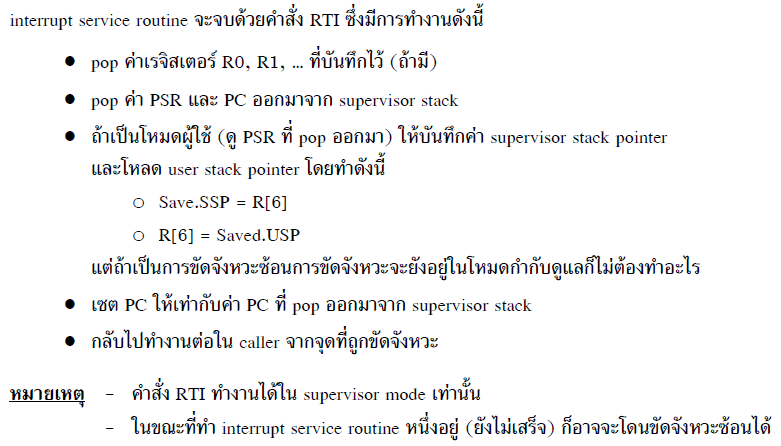 interrupt service routine จะจบด้วยคำสั่ง RTI ซึ่งมีการทำงานดังนี้
● pop ค่าเรจิสเตอร์ R0, R1, … ที่บันทึกไว้ (ถ้ามี)
● pop ค่า PSR และ PC ออกมาจาก supervisor stack
● ถ้าเป็นโหมดผู้ใช้ (ดู PSR ที่ pop ออกมา) ให้บันทึกค่า supervisor stack pointer
และโหลด user stack pointer โดยทำดังนี้
○ Save.SSP = R[6]
○ R[6] = Saved.USP
แต่ถ้าเป็นการขัดจังหวะซ้อนการขัดจังหวะจะยังอยู่ในโหมดกำกับดูแลก็ไม่ต้องทำอะไร
● เซต PC ให้เท่ากับค่า PC ที่ pop ออกมาจาก supervisor stack
● กลับไปทำงานต่อใน caller จากจุดที่ถูกขัดจังหวะ
หมายเหตุ - คำสั่ง RTI ทำงานได้ใน supervisor mode เท่านั้น
- ในขณะที่ทำ interrupt service routine หนึ่งอยู่ (ยังไม่เสร็จ) ก็อาจจะโดนขัดจังหวะซ้อนได้